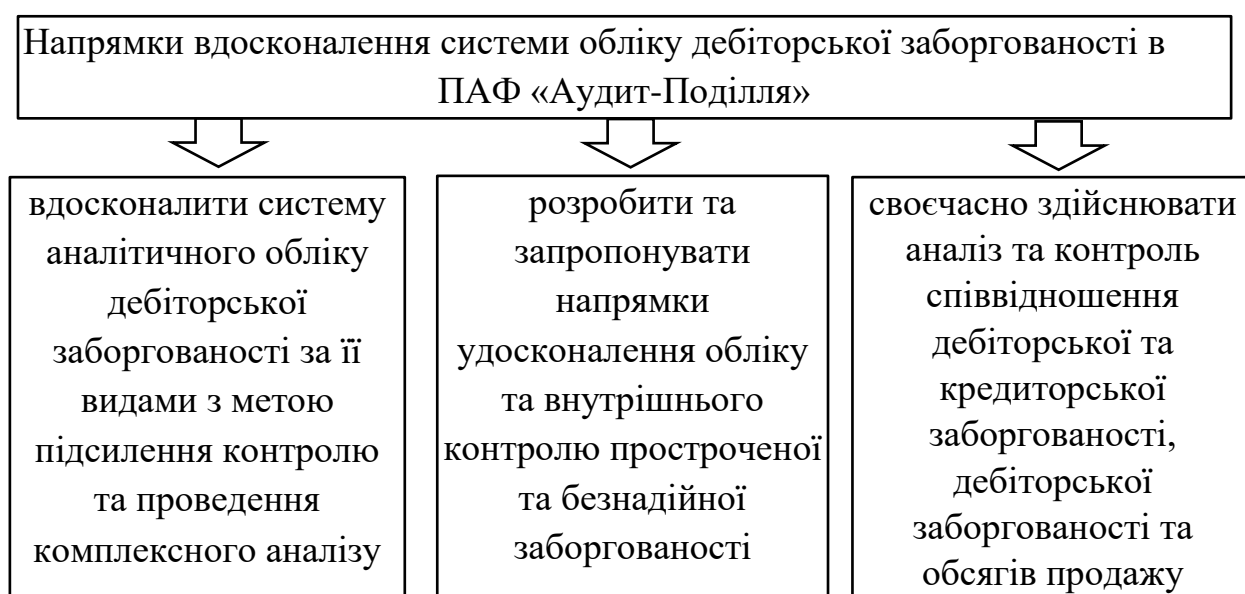 Напрямки вдосконалення системи обліку дебіторської заборгованості в
ПАФ «Аудит-Поділля»
вдосконалити систему
аналітичного обліку
дебіторської
заборгованості за її
видами з метою
підсилення контролю
та проведення
комплексного аналізу
розробити та
запропонувати
напрямки
удосконалення обліку
та внутрішнього
контролю простроченої
та безнадійної
заборгованості
своєчасно здійснювати
аналіз та контроль
співвідношення
дебіторської та
кредиторської
заборгованості,
дебіторської
заборгованості та
обсягів продажу